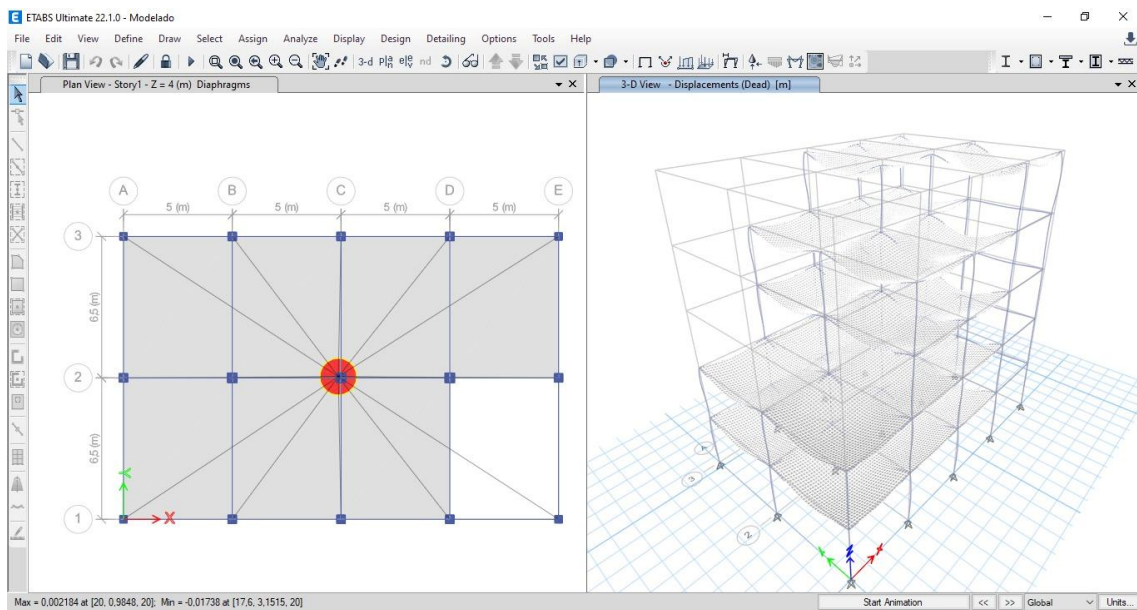 ETABS Ultimate 22.1.0 - Modelado
File Edit View Define Draw Select Assign Analyze Display Design Detailing Options Tools Help
3-d
nd
Plan View - Story1 - Z = 4 (m) Diaphragms
3-D View - Displacements (Dead) [m]
A B C D E
5 (m) 5 (m) 5 (m) 5 (m)
3
6,5 (m)
2
6,5 (m)
1
Y
X
3
2
Max = 0,002184 at [20, 0,9848, 20]; Min = -0,01738 at [17,6, 3,1515, 20]
Start Animation << >> Global Units...